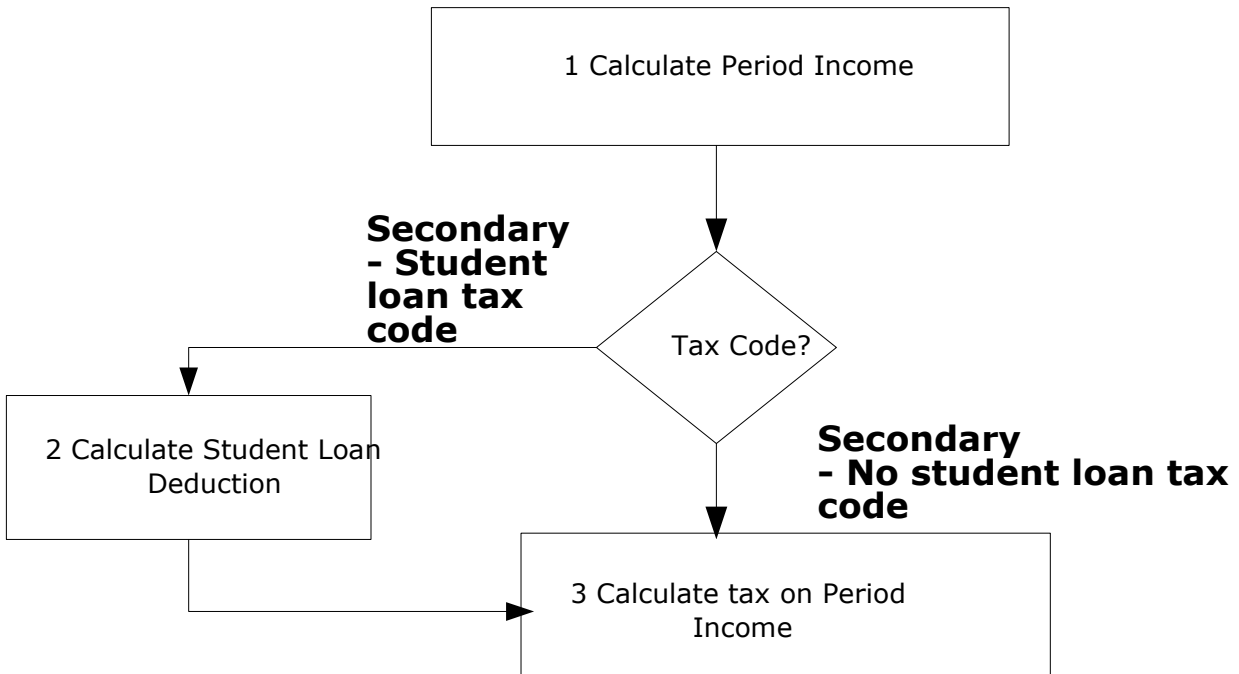 1 Calculate Period Income
Secondary
- Student
loan tax
code
Tax Code?
2 Calculate Student Loan
Deduction
Secondary
- No student loan tax
code
3 Calculate tax on Period
Income